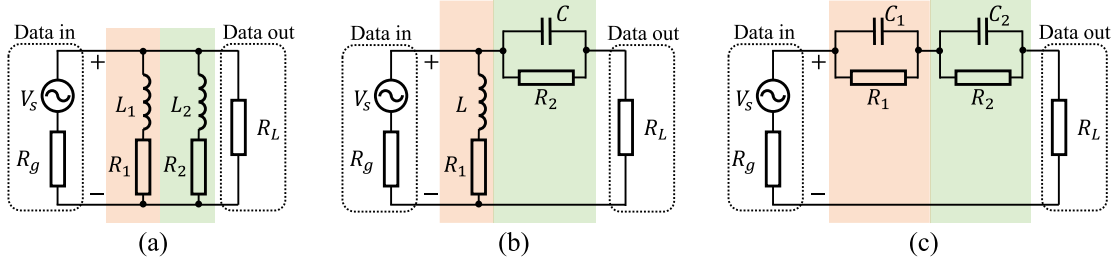 Data in
Data out
+
V_s
L_1
L_2
R_g
R_1
R_2
R_L
−
(a)
C
Data in
Data out
+
R_2
V_s
L
R_g
R_1
R_L
−
(b)
C_1
C_2
Data in
Data out
+
R_1
R_2
V_s
R_g
R_L
−
(c)